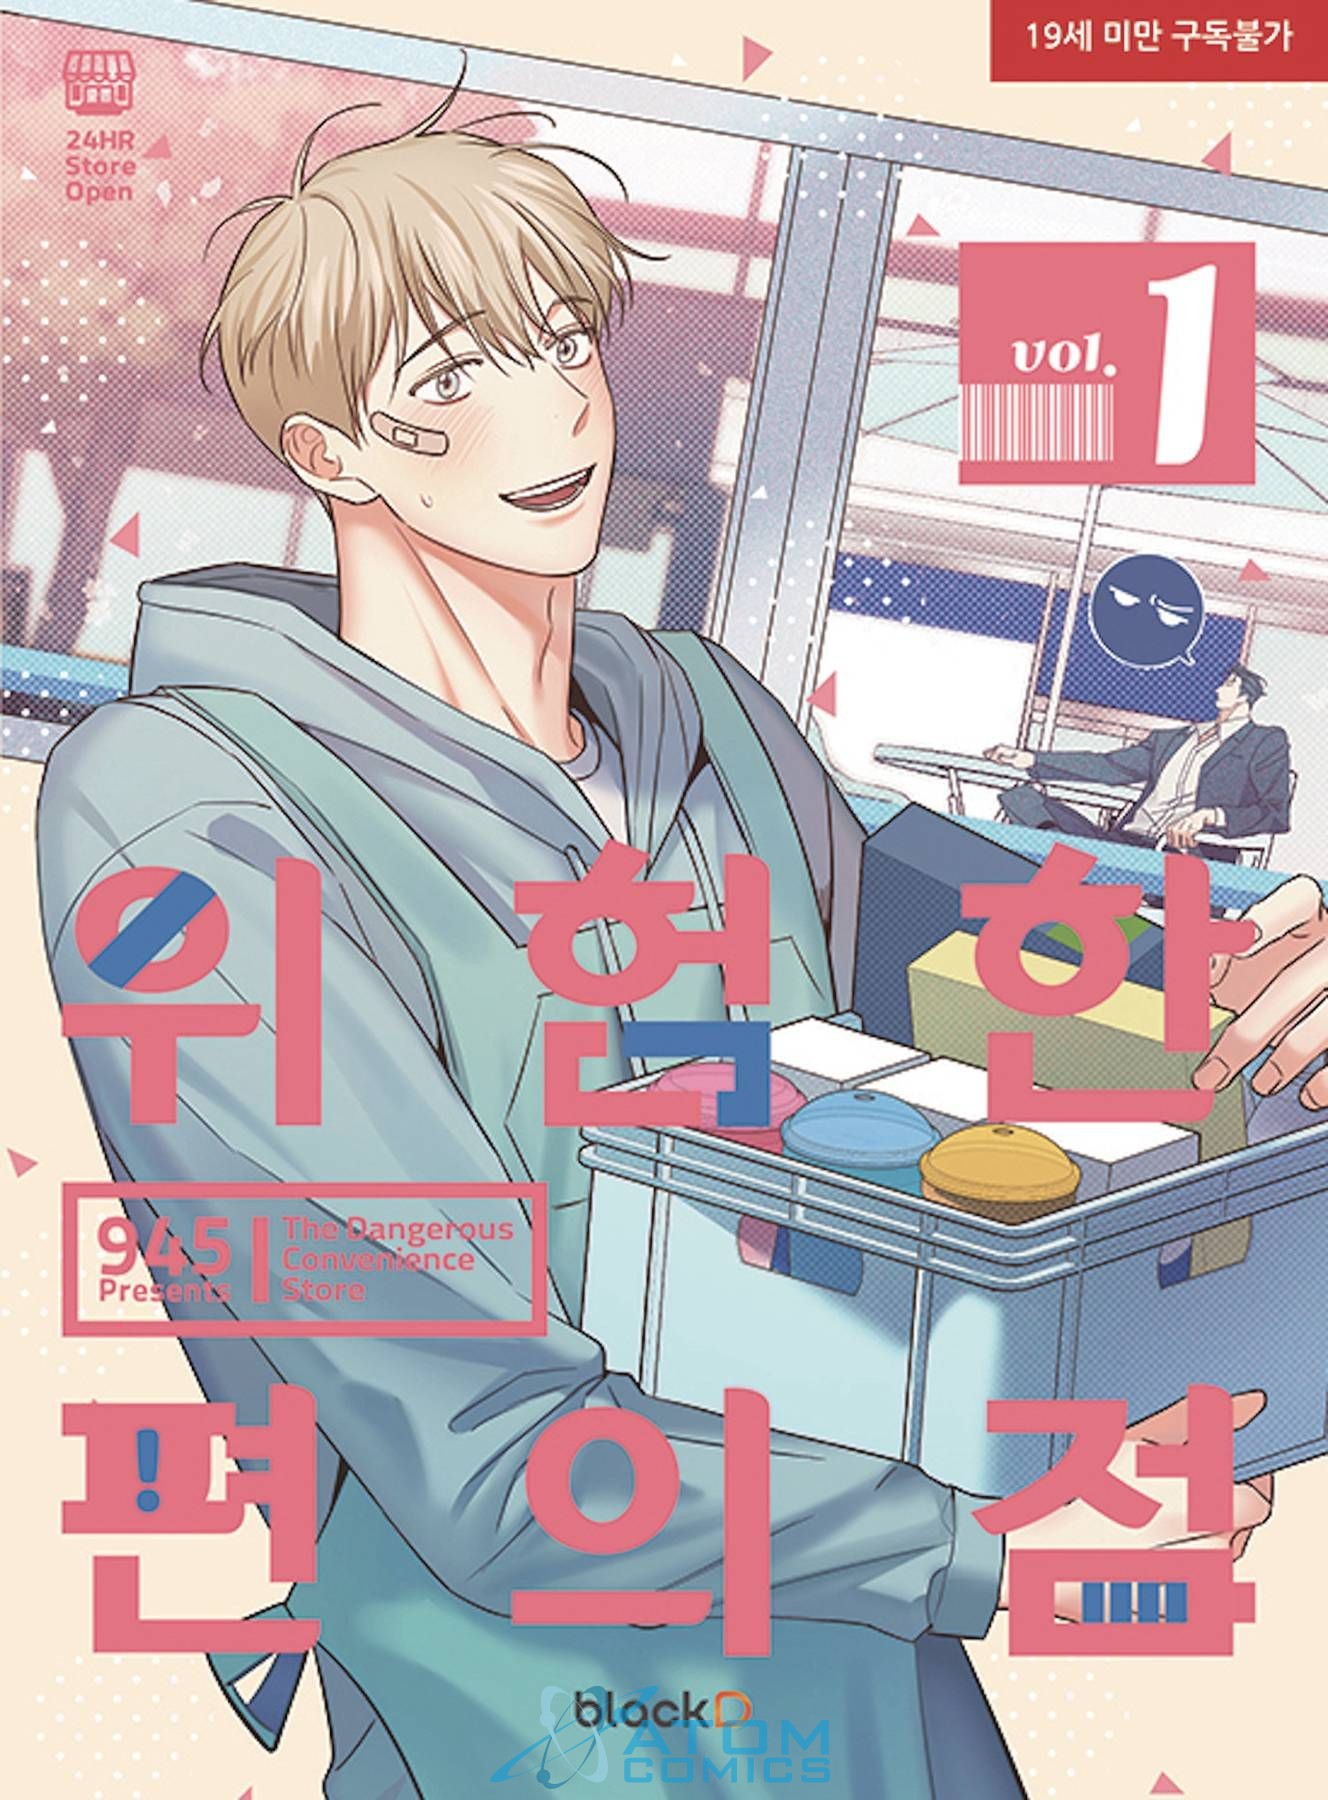 19세 미만 구독불가
24HR
Store
Open
vol. 1
위험한
945
Presents
The Dangerous
Convenience
Store
편의점
blackD
ATOM
COMICS